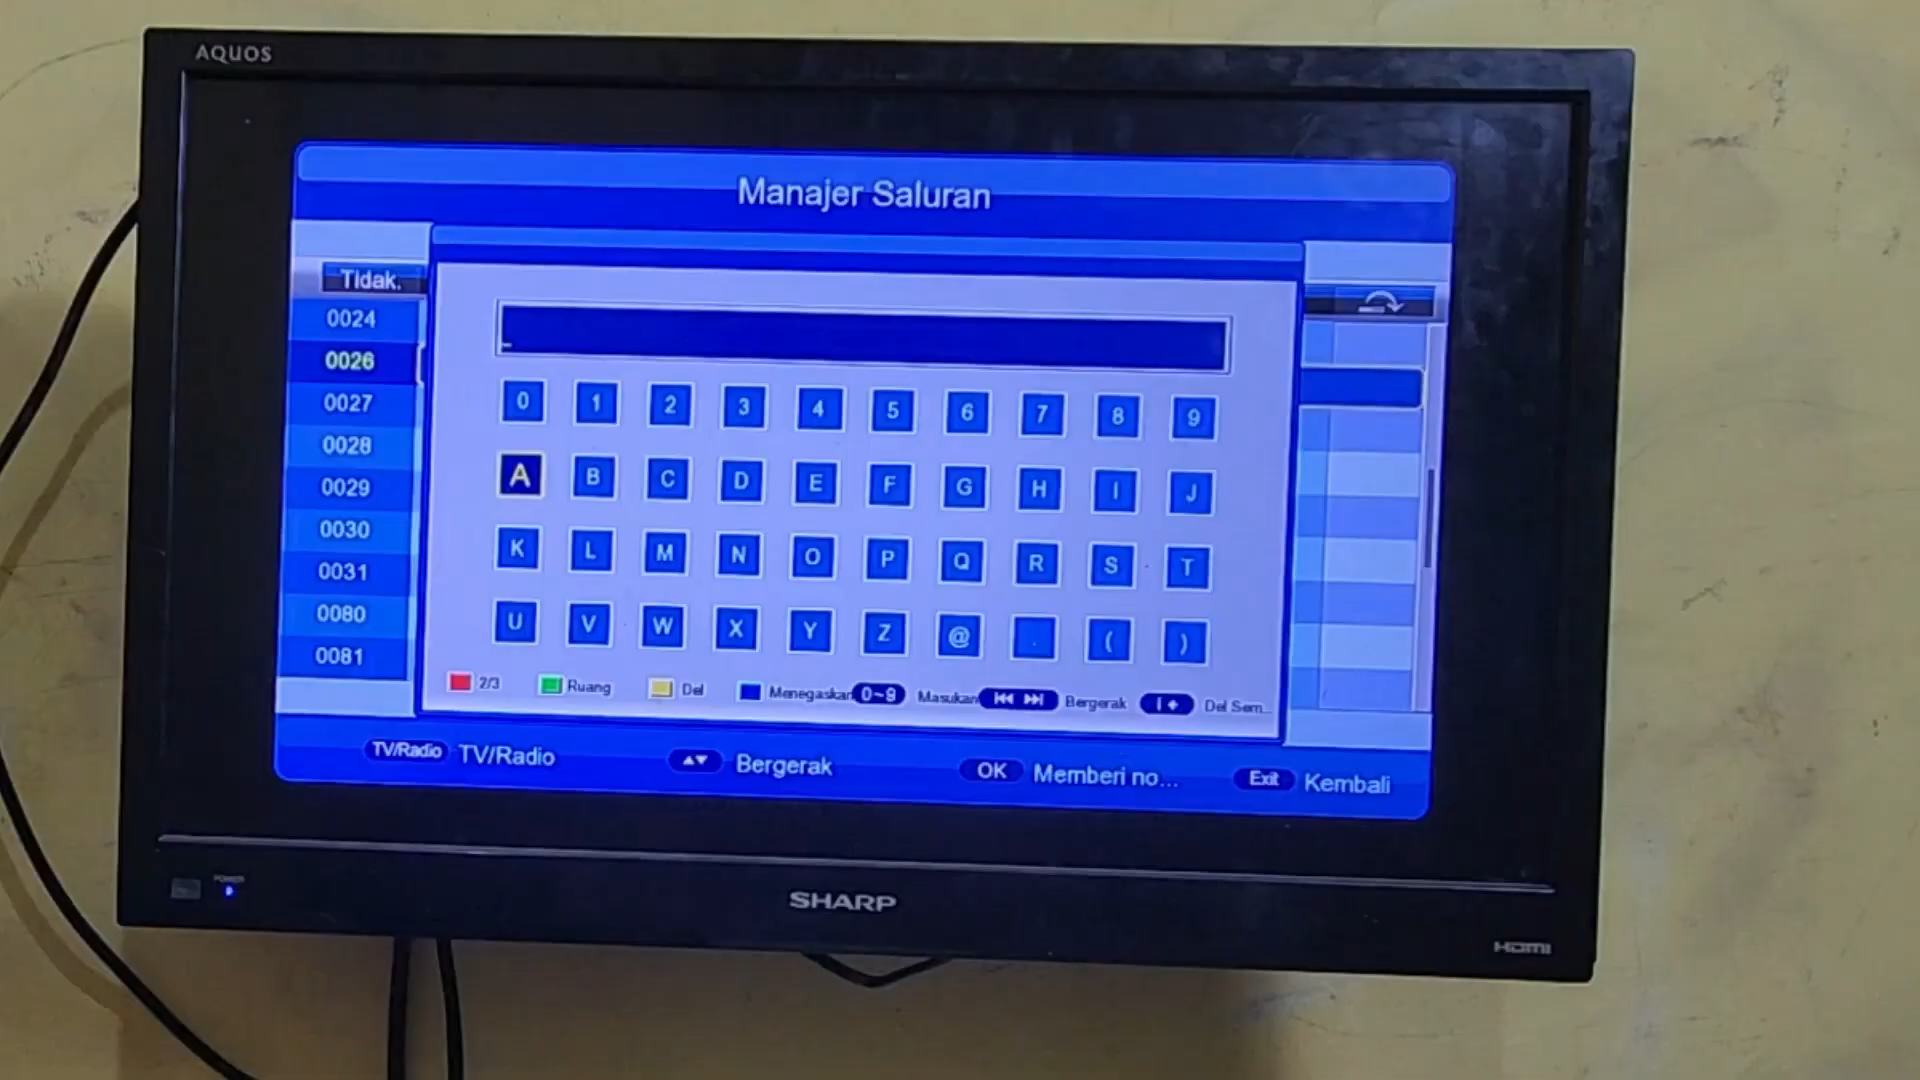 AQUOS
Manajer Saluran
Tidak.
0024
0026
0027
0028
0029
0030
0031
0080
0081
0 1 2 3 4 5 6 7 8 9
A B C D E F G H I J
K L M N O P Q R S T
U V W X Y Z @ . ( )
2/3 Ruang Del Menegaskan 0~9 Masukan Bergerak Del Sem...
TV/Radio TV/Radio Bergerak OK Memberi no... Exit Kembali
POWER
SHARP
HDMI